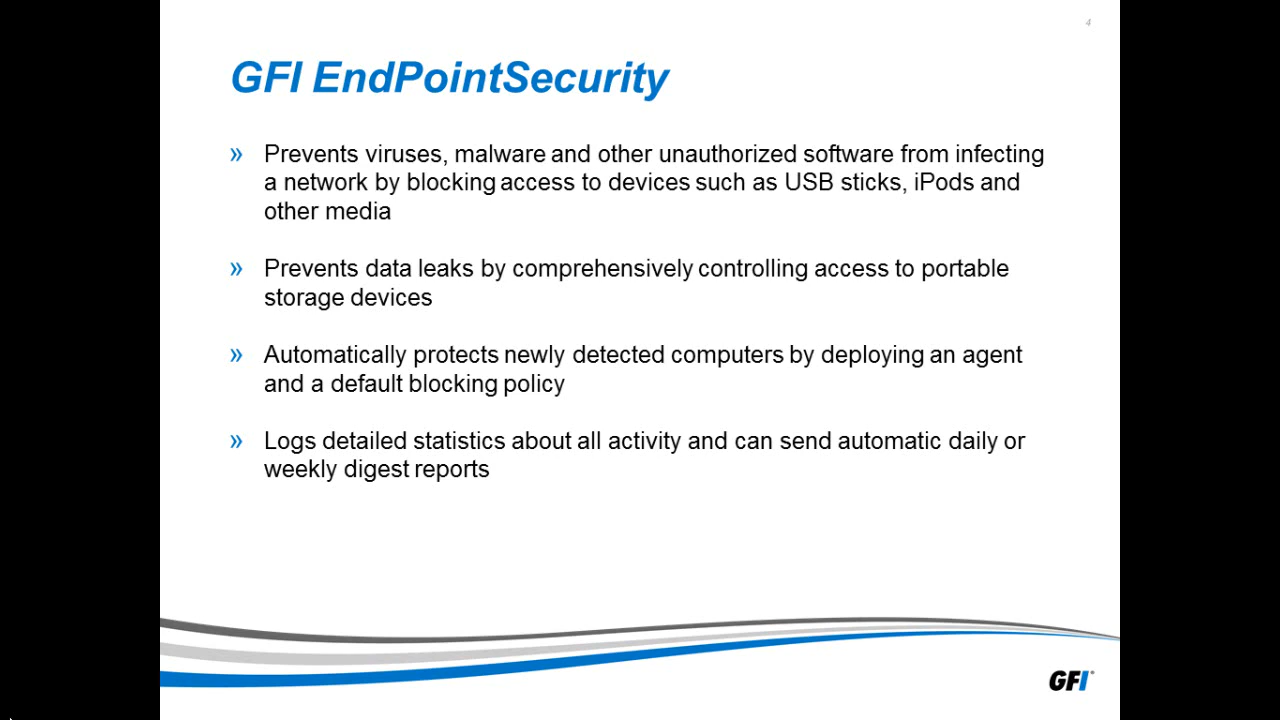 4
GFI EndPointSecurity
» Prevents viruses, malware and other unauthorized software from infecting
a network by blocking access to devices such as USB sticks, iPods and
other media
» Prevents data leaks by comprehensively controlling access to portable
storage devices
» Automatically protects newly detected computers by deploying an agent
and a default blocking policy
» Logs detailed statistics about all activity and can send automatic daily or
weekly digest reports
GFI®